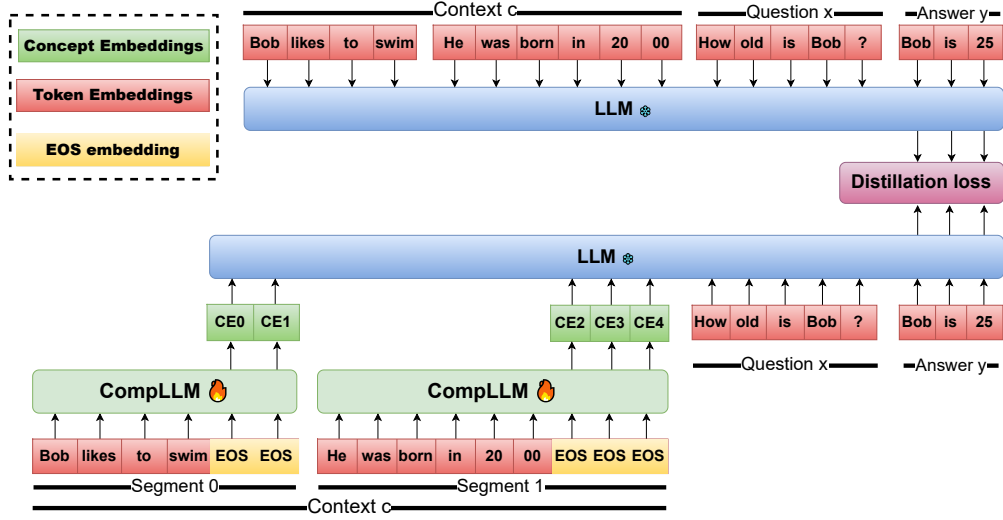 Context c Question x Answer y
Concept Embeddings
Token Embeddings
EOS embedding
Bob likes to swim He was born in 20 00 How old is Bob ? Bob is 25
LLM
Distillation loss
LLM
CE0 CE1 CE2 CE3 CE4 How old is Bob ? Bob is 25
Question x Answer y
CompLLM CompLLM
Bob likes to swim EOS EOS He was born in 20 00 EOS EOS EOS
Segment 0 Segment 1
Context c